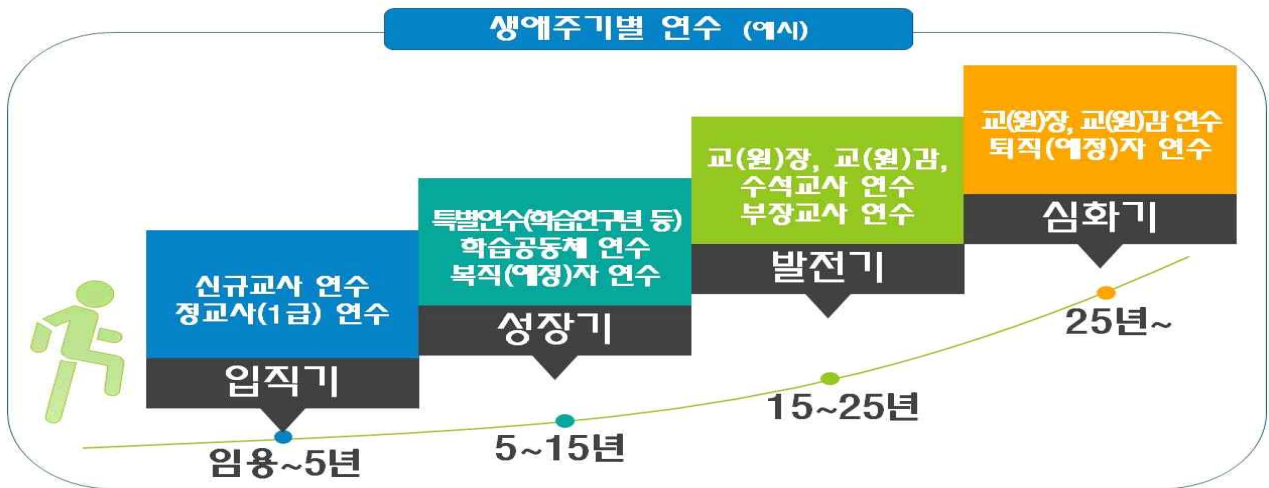 생애주기별 연수 (예시)
신규교사 연수
정교사(1급) 연수
입직기
임용~5년
특별연수(학습연구년 등)
학습공동체 연수
복직(예정)자 연수
성장기
5~15년
교(원)장, 교(원)감,
수석교사 연수
부장교사 연수
발전기
15~25년
교(원)장, 교(원)감 연수
퇴직(예정)자 연수
심화기
25년~